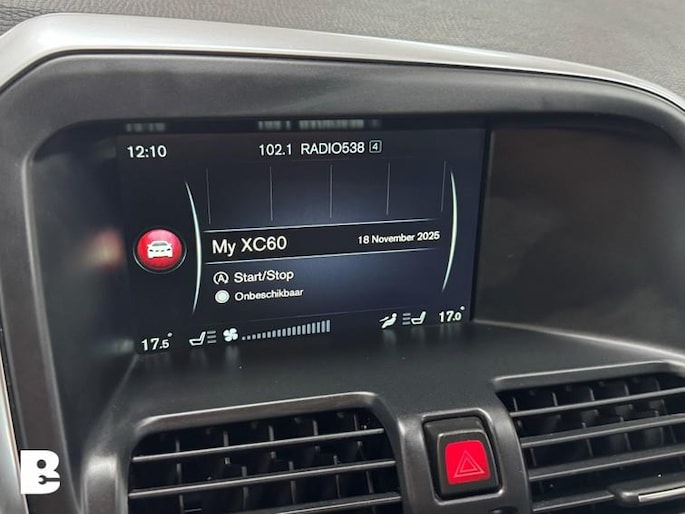 12:10
102.1 RADIO538 4
My XC60
18 November 2025
A Start/Stop
Onbeschikbaar
17.5°
17.0°